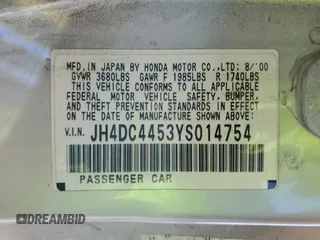 MFD. IN JAPAN BY HONDA MOTOR CO., LTD: 8/'00
GVWR 3680LBS GAWR F 1985LBS R 1740LBS
THIS VEHICLE CONFORMS TO ALL APPLICABLE
FEDERAL MOTOR VEHICLE SAFETY, BUMPER,
AND THEFT PREVENTION STANDARDS IN EFFECT
ON THE DATE OF MANUFACTURE SHOWN ABOVE.
V.I.N. JH4DC4453YS014754
PASSENGER CAR
DREAMBID